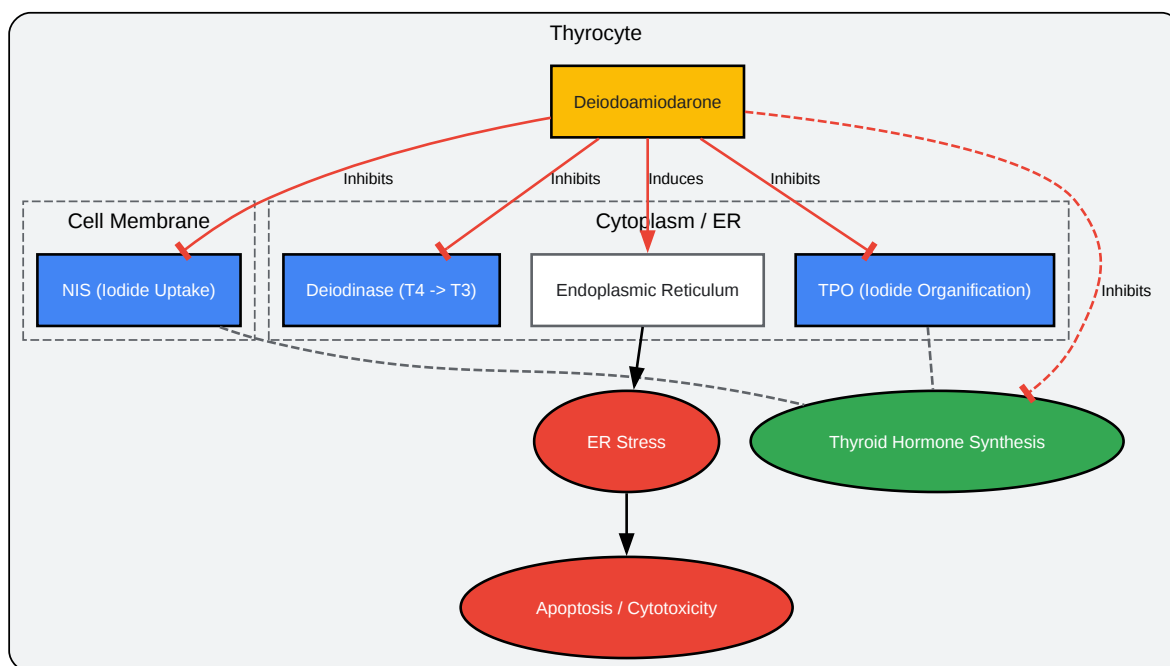 Thyrocyte
Deiodoamiodarone
Inhibits
Inhibits
Induces
Inhibits
Cell Membrane
Cytoplasm / ER
NIS (Iodide Uptake)
Deiodinase (T4 -> T3)
Endoplasmic Reticulum
TPO (Iodide Organification)
Inhibits
ER Stress
Thyroid Hormone Synthesis
Apoptosis / Cytotoxicity